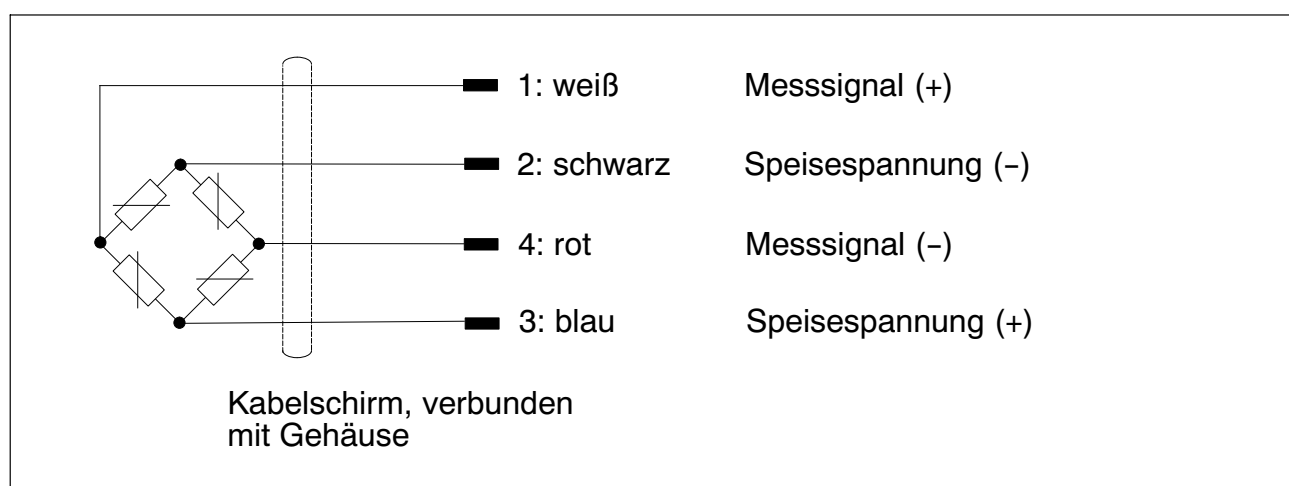 1: weiß Messsignal (+)
2: schwarz Speisespannung (–)
4: rot Messsignal (–)
3: blau Speisespannung (+)
Kabelschirm, verbunden
mit Gehäuse